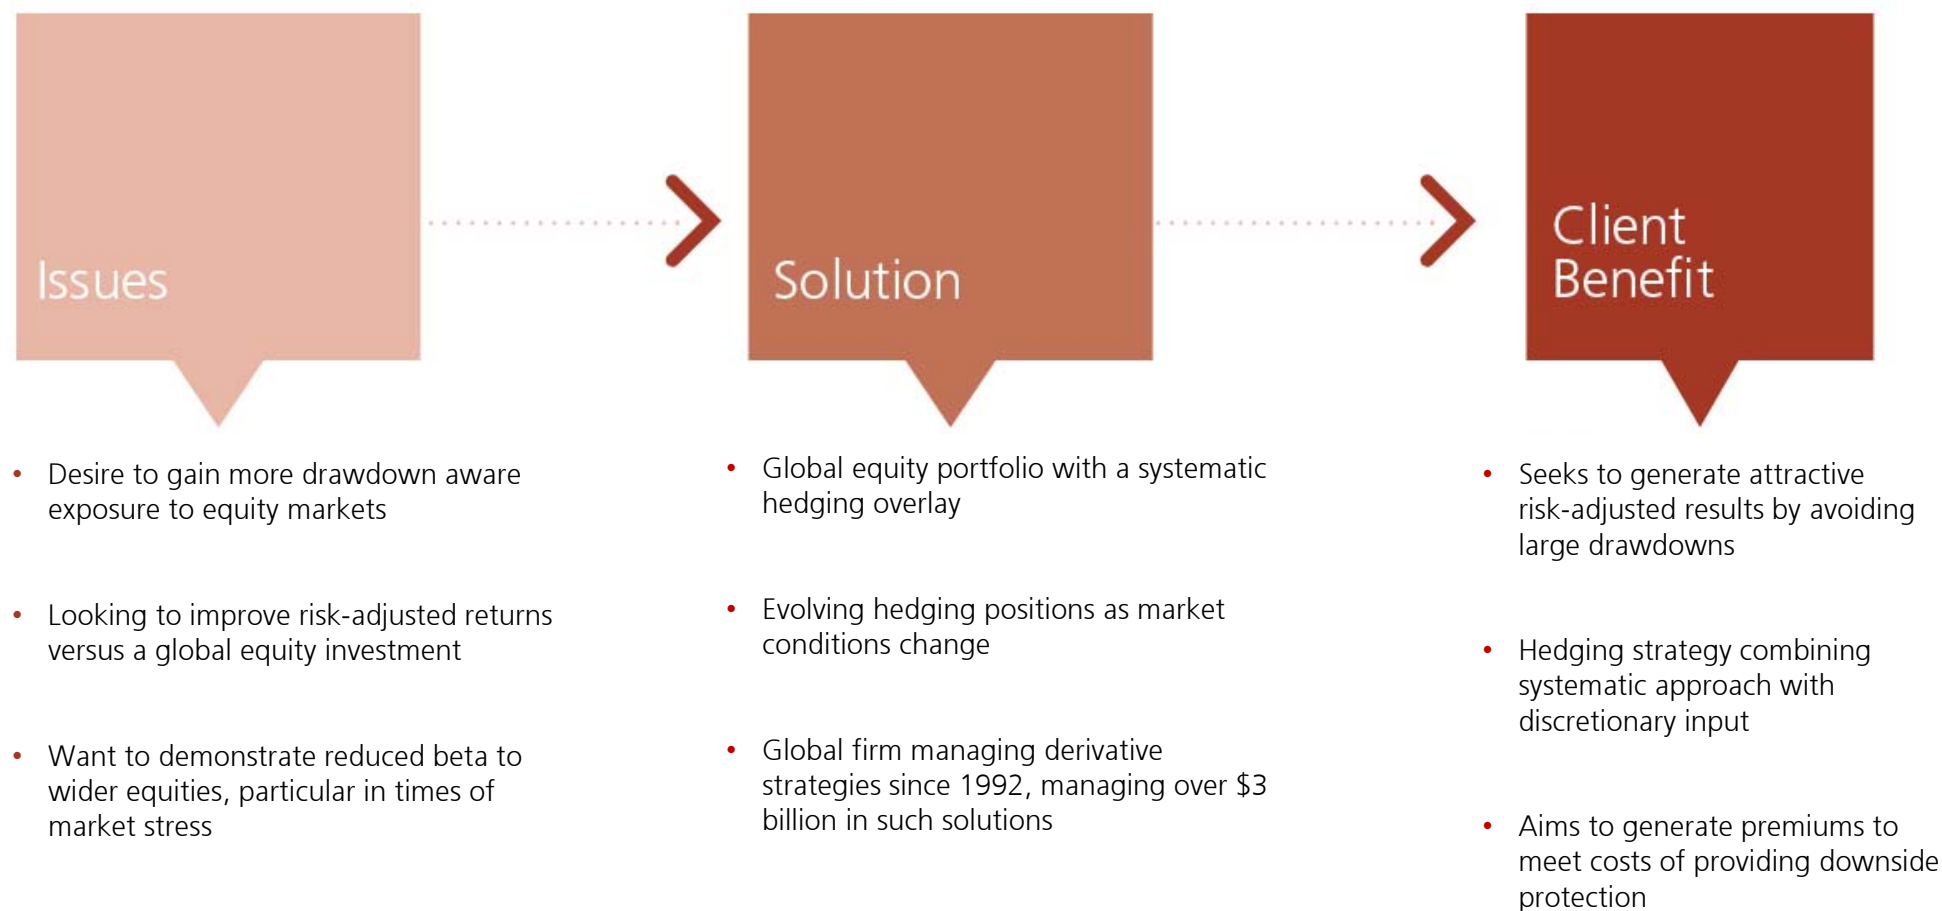 Issues
• Desire to gain more drawdown aware
exposure to equity markets
• Looking to improve risk-adjusted returns
versus a global equity investment
• Want to demonstrate reduced beta to
wider equities, particular in times of
market stress
Solution
• Global equity portfolio with a systematic
hedging overlay
• Evolving hedging positions as market
conditions change
• Global firm managing derivative
strategies since 1992, managing over $3
billion in such solutions
Client
Benefit
• Seeks to generate attractive
risk-adjusted results by avoiding
large drawdowns
• Hedging strategy combining
systematic approach with
discretionary input
• Aims to generate premiums to
meet costs of providing downside
protection